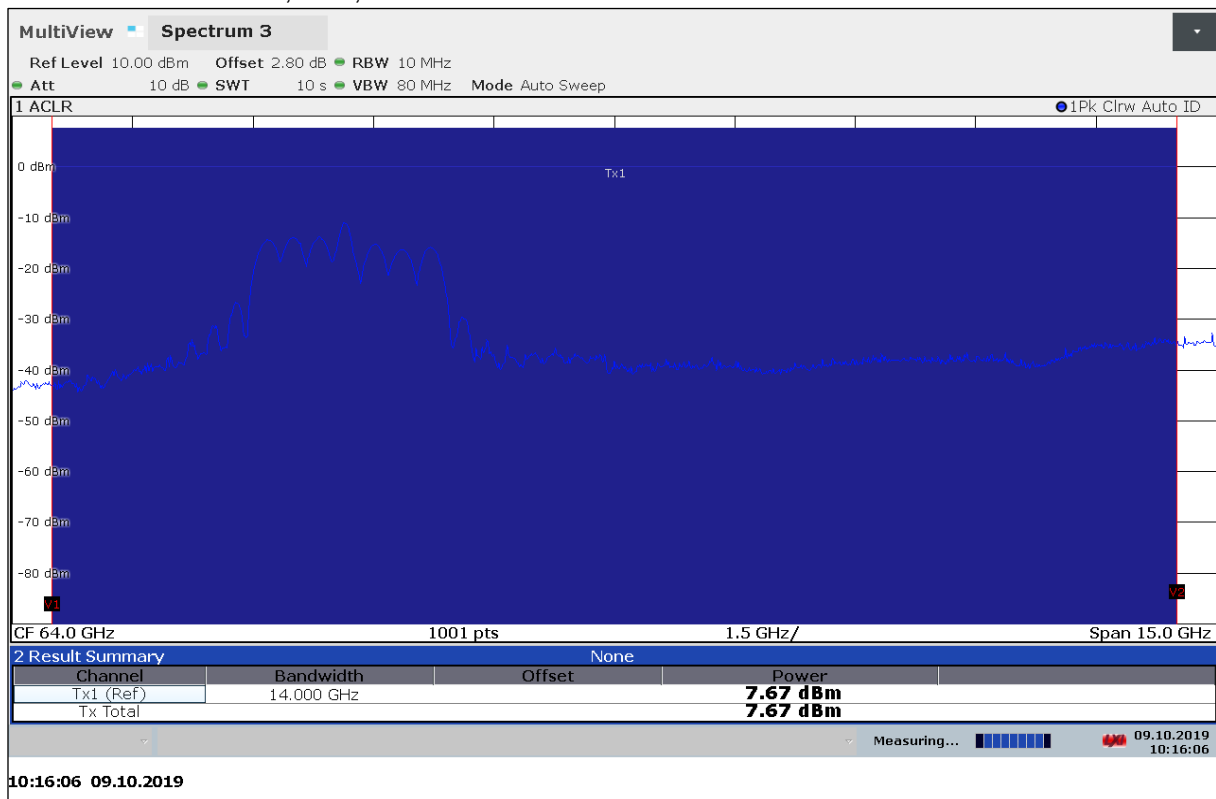 MultiView Spectrum 3
Ref Level 10.00 dBm Offset 2.80 dB RBW 10 MHz
Att 10 dB SWT 10 s VBW 80 MHz Mode Auto Sweep
1 ACLR 1Pk Clrw Auto ID
Tx1
0 dBm
-10 dBm
-20 dBm
-30 dBm
-40 dBm
-50 dBm
-60 dBm
-70 dBm
-80 dBm
V1 V2
CF 64.0 GHz 1001 pts 1.5 GHz/ Span 15.0 GHz
2 Result Summary None
Channel Bandwidth Offset Power
Tx1 (Ref) 14.000 GHz 7.67 dBm
Tx Total 7.67 dBm
Measuring... 09.10.2019
10:16:06
10:16:06 09.10.2019